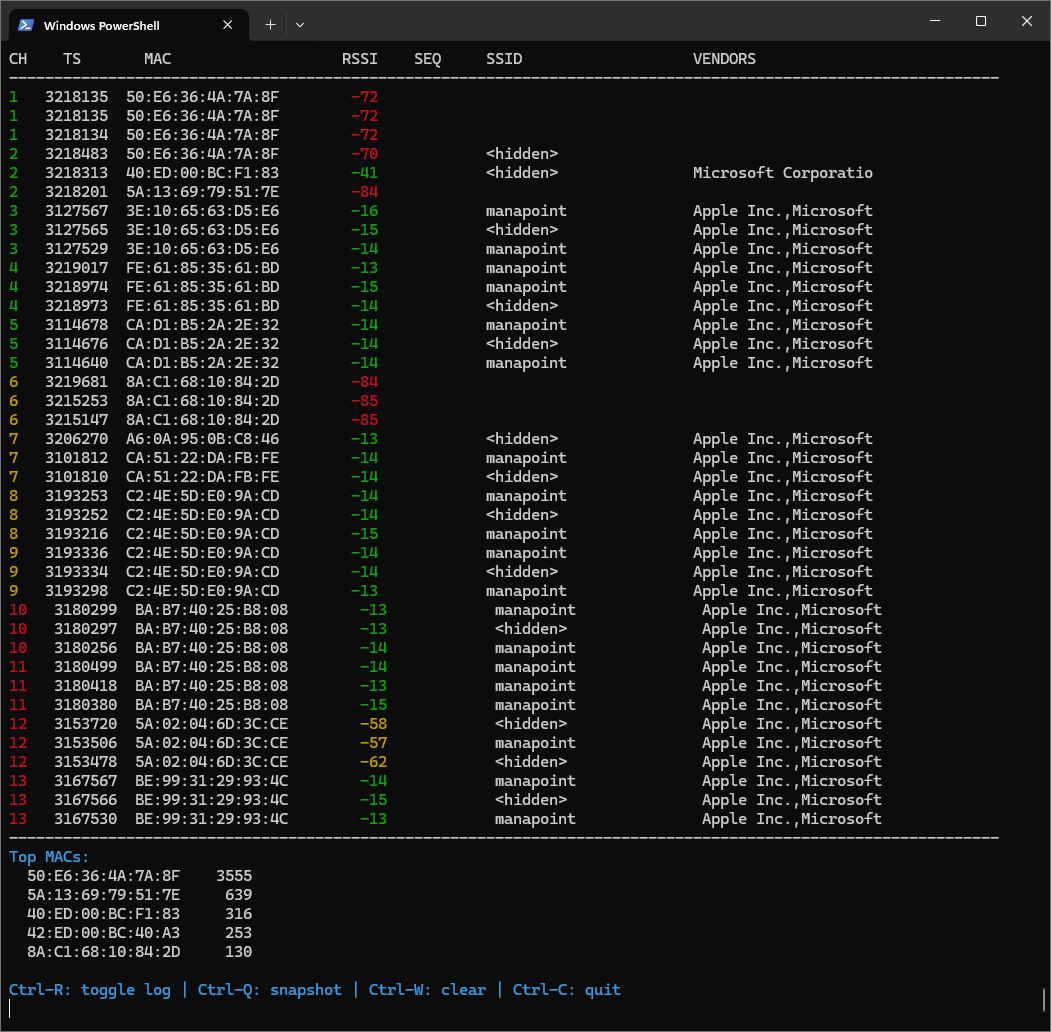 Windows PowerShell
CH TS MAC RSSI SEQ SSID VENDORS
1 3218135 50:E6:36:4A:7A:8F -72
1 3218135 50:E6:36:4A:7A:8F -72
1 3218134 50:E6:36:4A:7A:8F -72
2 3218483 50:E6:36:4A:7A:8F -70 <hidden>
2 3218313 40:ED:00:BC:F1:83 -41 <hidden> Microsoft Corporatio
2 3218201 5A:13:69:79:51:7E -84
3 3127567 3E:10:65:63:D5:E6 -16 manapoint Apple Inc.,Microsoft
3 3127565 3E:10:65:63:D5:E6 -15 <hidden> Apple Inc.,Microsoft
3 3127529 3E:10:65:63:D5:E6 -14 manapoint Apple Inc.,Microsoft
4 3219017 FE:61:85:35:61:BD -13 manapoint Apple Inc.,Microsoft
4 3218974 FE:61:85:35:61:BD -15 manapoint Apple Inc.,Microsoft
4 3218973 FE:61:85:35:61:BD -14 <hidden> Apple Inc.,Microsoft
5 3114678 CA:D1:B5:2A:2E:32 -14 manapoint Apple Inc.,Microsoft
5 3114676 CA:D1:B5:2A:2E:32 -14 <hidden> Apple Inc.,Microsoft
5 3114640 CA:D1:B5:2A:2E:32 -14 manapoint Apple Inc.,Microsoft
6 3219681 8A:C1:68:10:84:2D -84
6 3215253 8A:C1:68:10:84:2D -85
6 3215147 8A:C1:68:10:84:2D -85
7 3206270 A6:0A:95:0B:C8:46 -13 <hidden> Apple Inc.,Microsoft
7 3101812 CA:51:22:DA:FB:FE -14 manapoint Apple Inc.,Microsoft
7 3101810 CA:51:22:DA:FB:FE -14 <hidden> Apple Inc.,Microsoft
8 3193253 C2:4E:5D:E0:9A:CD -14 manapoint Apple Inc.,Microsoft
8 3193252 C2:4E:5D:E0:9A:CD -14 <hidden> Apple Inc.,Microsoft
8 3193216 C2:4E:5D:E0:9A:CD -15 manapoint Apple Inc.,Microsoft
9 3193336 C2:4E:5D:E0:9A:CD -14 manapoint Apple Inc.,Microsoft
9 3193334 C2:4E:5D:E0:9A:CD -14 <hidden> Apple Inc.,Microsoft
9 3193298 C2:4E:5D:E0:9A:CD -13 manapoint Apple Inc.,Microsoft
10 3180299 BA:B7:40:25:B8:08 -13 manapoint Apple Inc.,Microsoft
10 3180297 BA:B7:40:25:B8:08 -13 <hidden> Apple Inc.,Microsoft
10 3180256 BA:B7:40:25:B8:08 -14 manapoint Apple Inc.,Microsoft
11 3180499 BA:B7:40:25:B8:08 -14 manapoint Apple Inc.,Microsoft
11 3180418 BA:B7:40:25:B8:08 -13 manapoint Apple Inc.,Microsoft
11 3180380 BA:B7:40:25:B8:08 -15 manapoint Apple Inc.,Microsoft
12 3153720 5A:02:04:6D:3C:CE -58 <hidden> Apple Inc.,Microsoft
12 3153506 5A:02:04:6D:3C:CE -57 manapoint Apple Inc.,Microsoft
12 3153478 5A:02:04:6D:3C:CE -62 <hidden> Apple Inc.,Microsoft
13 3167567 BE:99:31:29:93:4C -14 manapoint Apple Inc.,Microsoft
13 3167566 BE:99:31:29:93:4C -15 <hidden> Apple Inc.,Microsoft
13 3167530 BE:99:31:29:93:4C -13 manapoint Apple Inc.,Microsoft
Top MACs:
50:E6:36:4A:7A:8F 3555
5A:13:69:79:51:7E 639
40:ED:00:BC:F1:83 316
42:ED:00:BC:40:A3 253
8A:C1:68:10:84:2D 130
Ctrl-R: toggle log | Ctrl-Q: snapshot | Ctrl-W: clear | Ctrl-C: quit